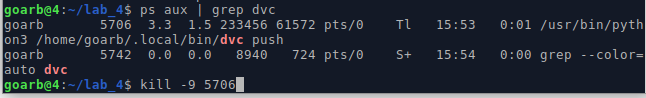 goarb@4:~/lab_4$ ps aux | grep dvc
goarb 5706 3.3 1.5 233456 61572 pts/0 Tl 15:53 0:01 /usr/bin/pyth
on3 /home/goarb/.local/bin/dvc push
goarb 5742 0.0 0.0 8940 724 pts/0 S+ 15:54 0:00 grep --color=
auto dvc
goarb@4:~/lab_4$ kill -9 5706